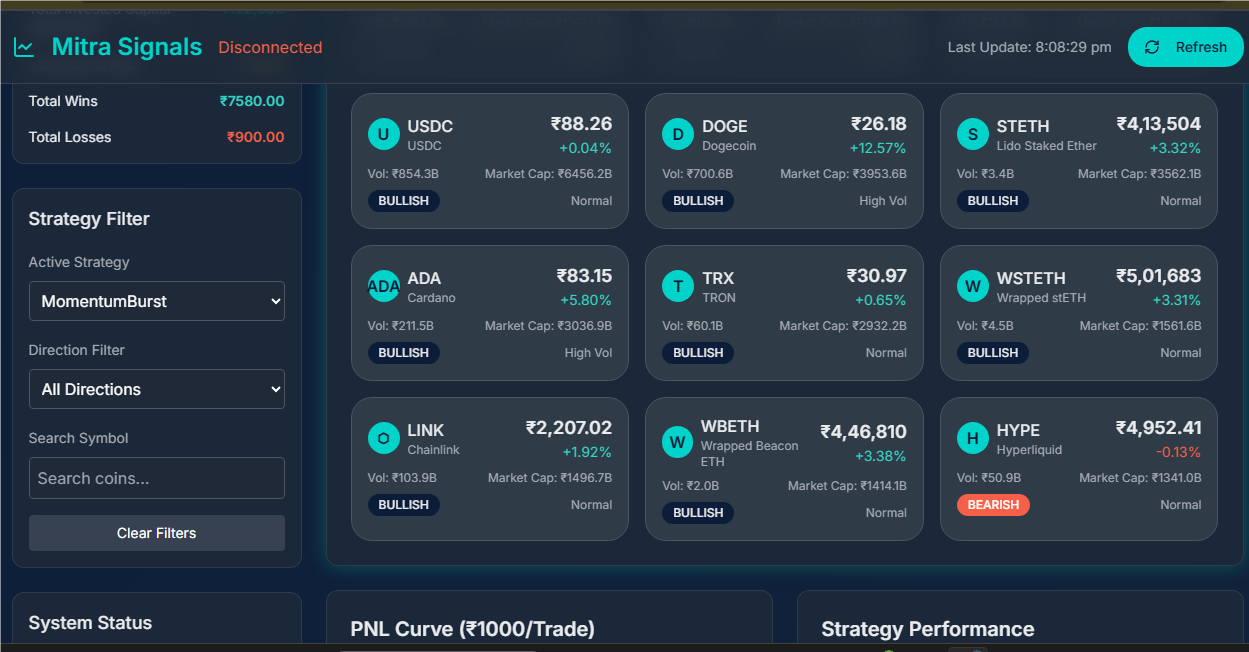 Mitra Signals
Disconnected
Last Update: 8:08:29 pm
Refresh
Total Wins ₹7580.00
Total Losses ₹900.00
Strategy Filter
Active Strategy
MomentumBurst
Direction Filter
All Directions
Search Symbol
Search coins...
Clear Filters
System Status
U
USDC ₹88.26
USDC +0.04%
Vol: ₹854.3B Market Cap: ₹6456.2B
BULLISH Normal
D
DOGE ₹26.18
Dogecoin +12.57%
Vol: ₹700.6B Market Cap: ₹3953.6B
BULLISH High Vol
S
STETH ₹4,13,504
Lido Staked Ether +3.32%
Vol: ₹3.4B Market Cap: ₹3562.1B
BULLISH Normal
ADA
ADA ₹83.15
Cardano +5.80%
Vol: ₹211.5B Market Cap: ₹3036.9B
BULLISH High Vol
T
TRX ₹30.97
TRON +0.65%
Vol: ₹60.1B Market Cap: ₹2932.2B
BULLISH Normal
W
WSTETH ₹5,01,683
Wrapped stETH +3.31%
Vol: ₹4.5B Market Cap: ₹1561.6B
BULLISH Normal
LINK ₹2,207.02
Chainlink +1.92%
Vol: ₹103.9B Market Cap: ₹1496.7B
BULLISH Normal
W
WBETH ₹4,46,810
Wrapped Beacon
ETH +3.38%
Vol: ₹2.0B Market Cap: ₹1414.1B
BULLISH Normal
H
HYPE ₹4,952.41
Hyperliquid -0.13%
Vol: ₹50.9B Market Cap: ₹1341.0B
BEARISH Normal
PNL Curve (₹1000/Trade)
Strategy Performance